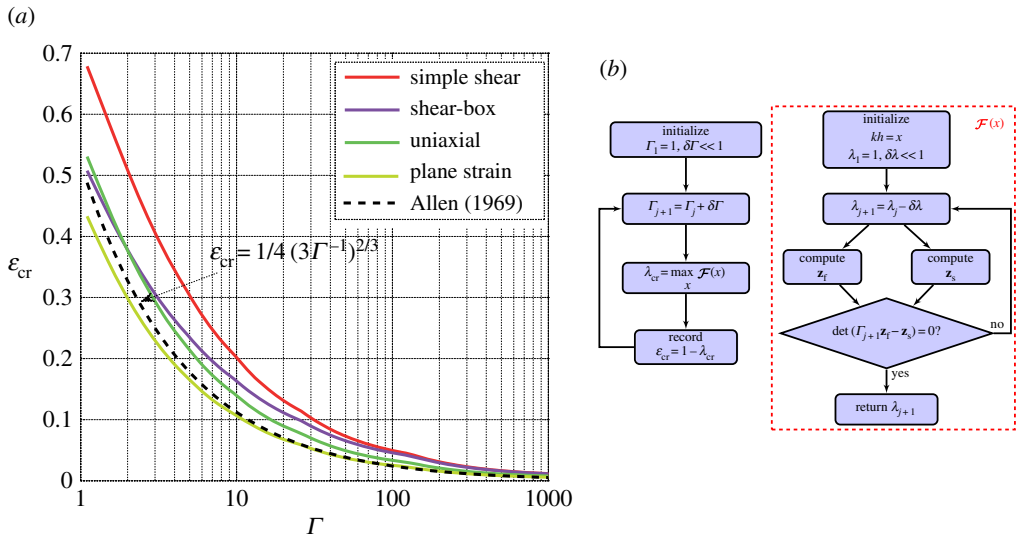 (a)
0.7
0.6
0.5
0.4
0.3
0.2
0.1
0
ε_cr
simple shear
shear-box
uniaxial
plane strain
Allen (1969)
ε_cr = 1/4 (3Γ⁻¹)^2/3
1
10
100
1000
Γ
(b)
initialize
Γ₁ = 1, δΓ << 1
Γ_j+1 = Γ_j + δΓ
λ_cr = max 𝓕(x)
x
record
ε_cr = 1 – λ_cr
𝓕(x)
initialize
kh = x
λ₁ = 1, δλ << 1
λ_j+1 = λ_j – δλ
compute
z_f
compute
z_s
det (Γ_j+1 z_f – z_s) = 0?
no
yes
return λ_j+1